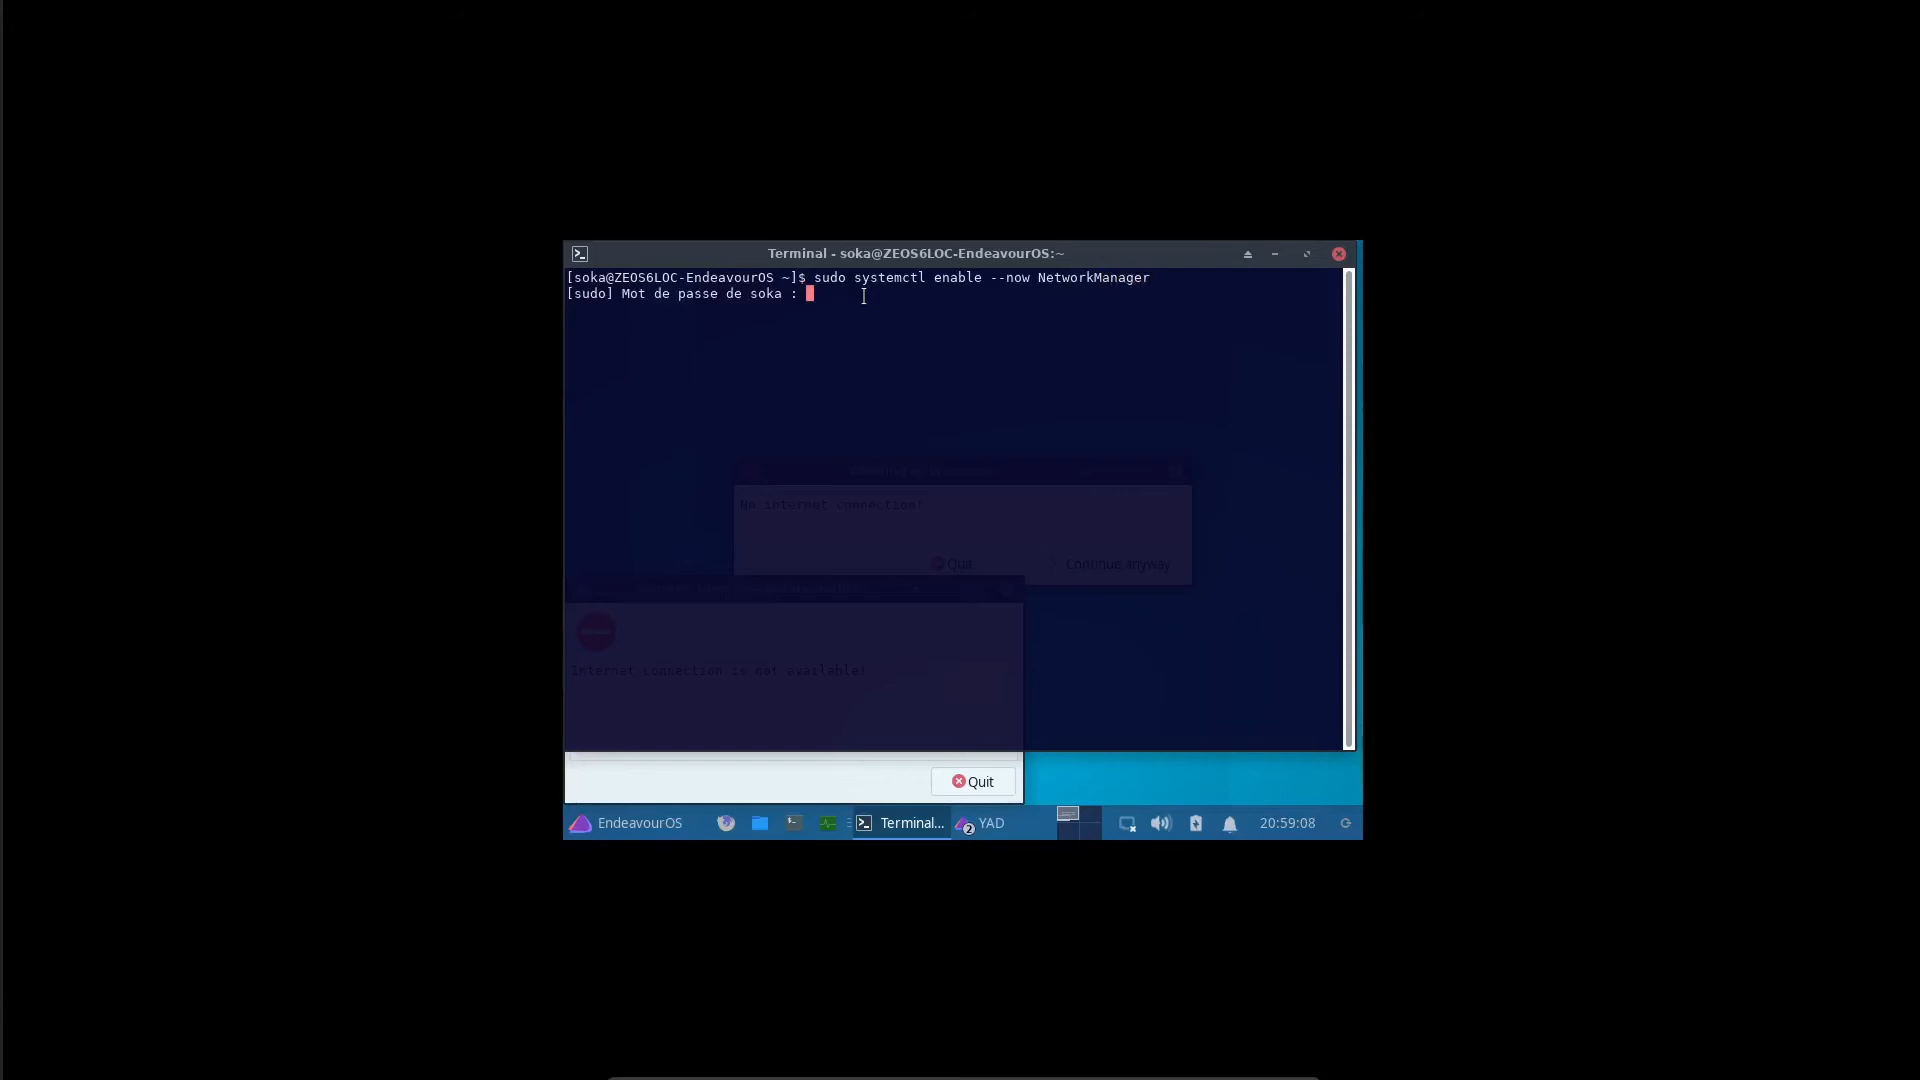 Terminal - soka@ZEOS6LOC-EndeavourOS:~
[soka@ZEOS6LOC-EndeavourOS ~]$ sudo systemctl enable --now NetworkManager
[sudo] Mot de passe de soka :
No internet connection!
Quit
Continue anyway
Internet connection is not available!
Quit
EndeavourOS
Terminal...
2
YAD
20:59:08